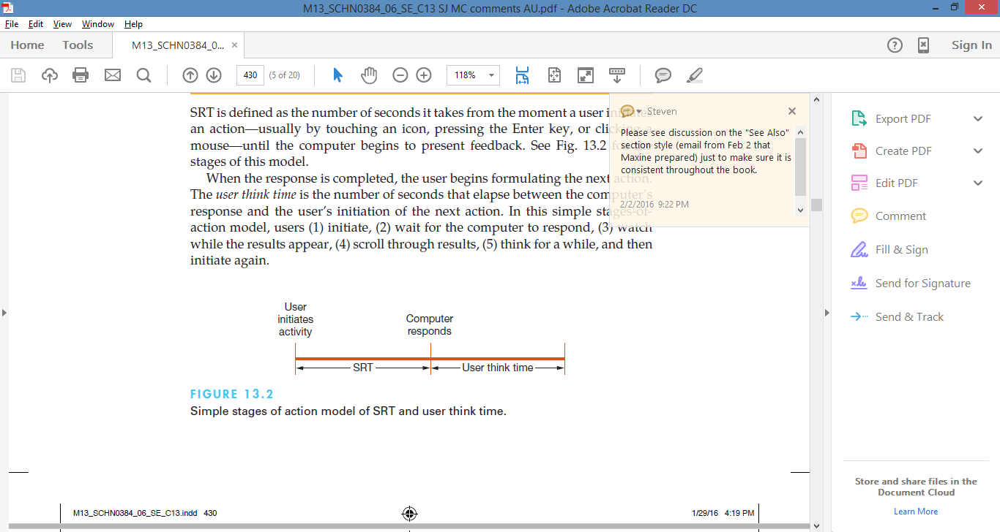 M13_SCHN0384_06_SE_C13 SJ MC comments AU.pdf - Adobe Acrobat Reader DC
File Edit View Window Help
Home Tools M13_SCHN0384_0... × ? Sign In
430 (5 of 20) 118%
SRT is defined as the number of seconds it takes from the moment a user initiates
an action—usually by touching an icon, pressing the Enter key, or clicking a
mouse—until the computer begins to present feedback. See Fig. 13.2
stages of this model.
When the response is completed, the user begins formulating the next action.
The user think time is the number of seconds that elapse between the computer's
response and the user's initiation of the next action. In this simple stages-of-
action model, users (1) initiate, (2) wait for the computer to respond, (3) watch
while the results appear, (4) scroll through results, (5) think for a while, and then
initiate again.
Steven
Please see discussion on the "See Also"
section style (email from Feb 2 that
Maxine prepared) just to make sure it is
consistent throughout the book.
2/2/2016 9:22 PM
User
initiates
activity
Computer
responds
SRT
User think time
FIGURE 13.2
Simple stages of action model of SRT and user think time.
M13_SCHN0384_06_SE_C13.indd 430
1/29/16 4:19 PM
Export PDF
Create PDF
Edit PDF
Comment
Fill & Sign
Send for Signature
Send & Track
Store and share files in the
Document Cloud
Learn More